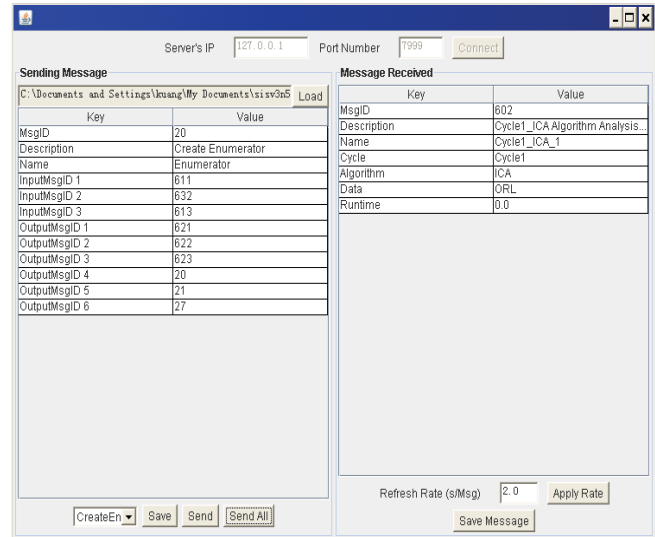 Server's IP 127.0.0.1 Port Number 7999 Connect
Sending Message
C:\Documents and Settings\kuang\My Documents\sisv3n5 Load
Key Value
MsgID 20
Description Create Enumerator
Name Enumerator
InputMsgID 1 611
InputMsgID 2 632
InputMsgID 3 613
OutputMsgID 1 621
OutputMsgID 2 622
OutputMsgID 3 623
OutputMsgID 4 20
OutputMsgID 5 21
OutputMsgID 6 27
CreateEn Save Send Send All
Message Received
Key Value
MsgID 602
Description Cycle1_ICA Algorithm Analysis...
Name Cycle1_ICA_1
Cycle Cycle1
Algorithm ICA
Data ORL
Runtime 0.0
Refresh Rate (s/Msg) 2.0 Apply Rate
Save Message